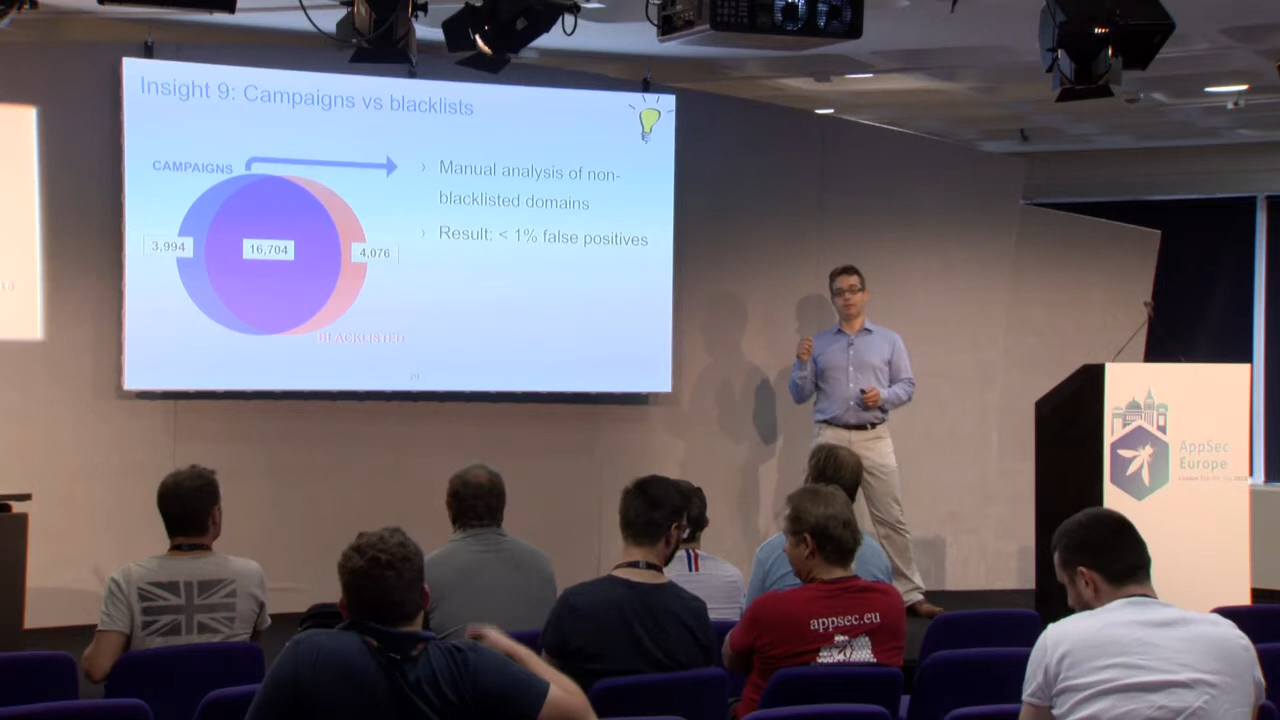 Insight 9: Campaigns vs blacklists
CAMPAIGNS
3,994
16,704
4,076
BLACKLISTED
› Manual analysis of non-
blacklisted domains
› Result: < 1% false positives
29
AppSec
Europe
appsec.eu